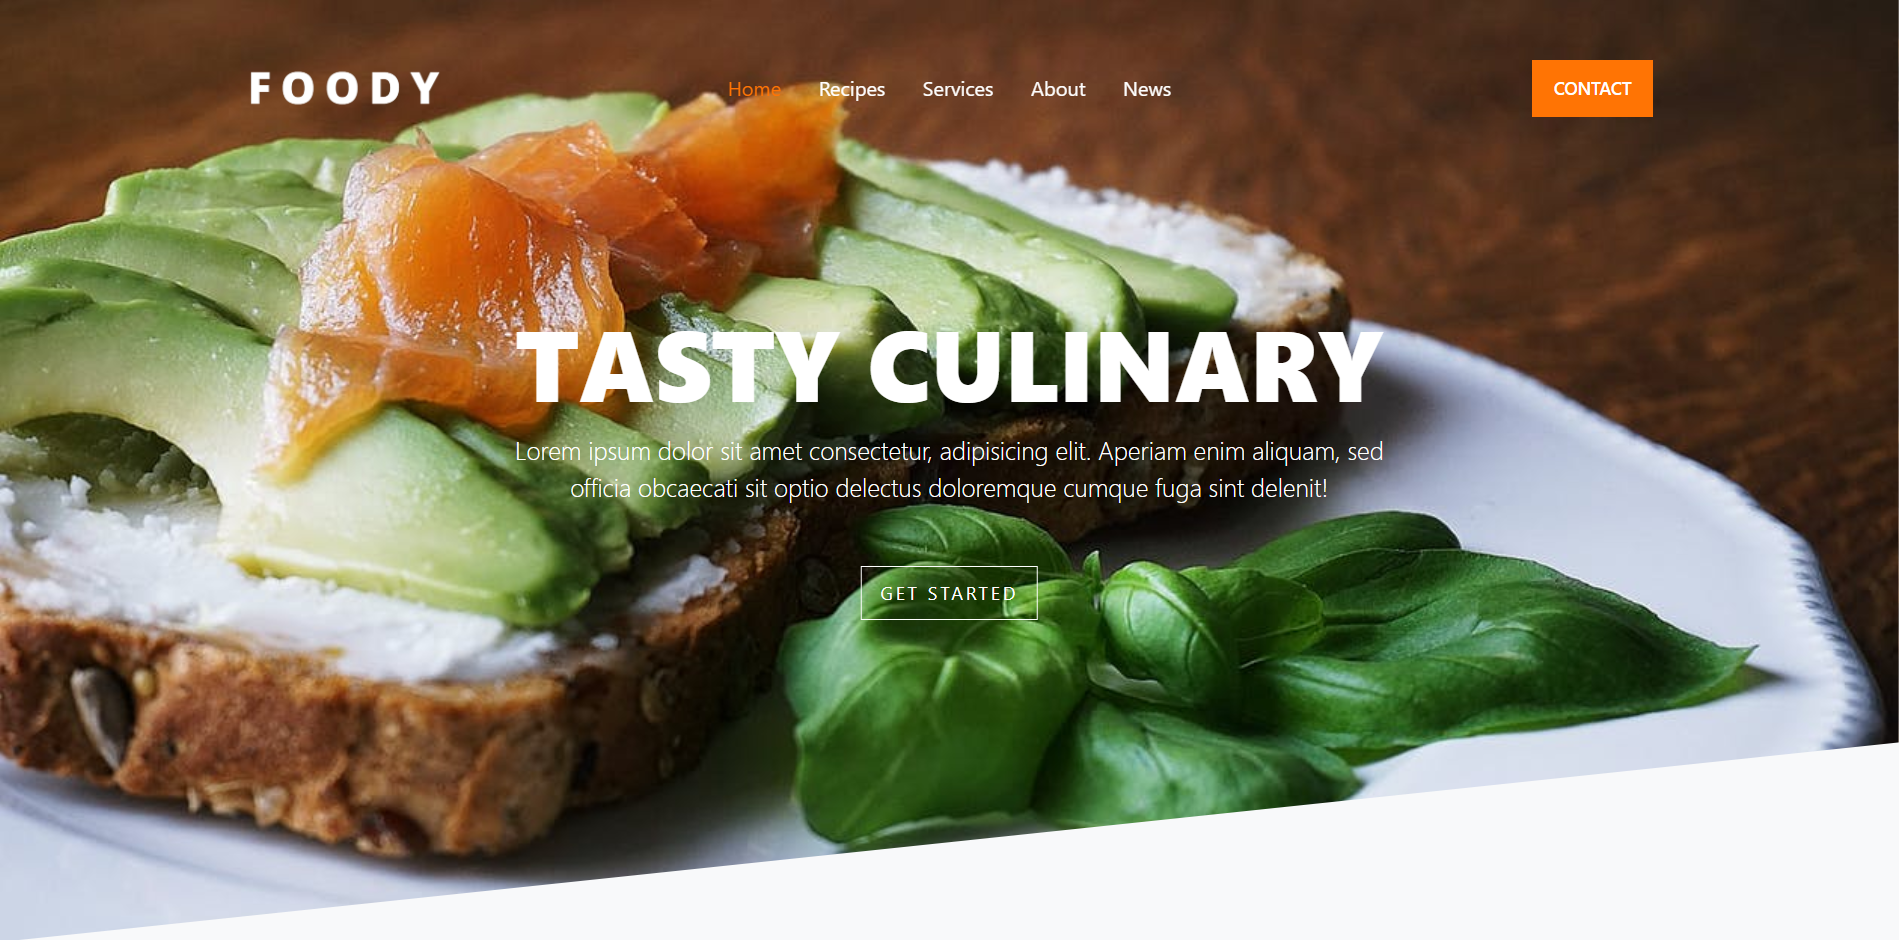 FOODY
Home Recipes Services About News
CONTACT
TASTY CULINARY
Lorem ipsum dolor sit amet consectetur, adipisicing elit. Aperiam enim aliquam, sed
officia obcaecati sit optio delectus doloremque cumque fuga sint delenit!
GET STARTED